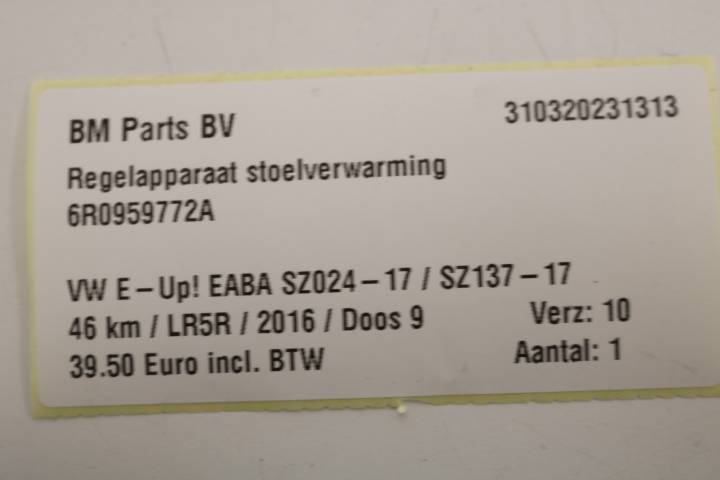 BM Parts BV 310320231313
Regelapparaat stoelverwarming
6R0959772A
VW E-Up! EABA SZ024-17 / SZ137-17
46 km / LR5R / 2016 / Doos 9 Verz: 10
39.50 Euro incl. BTW Aantal: 1